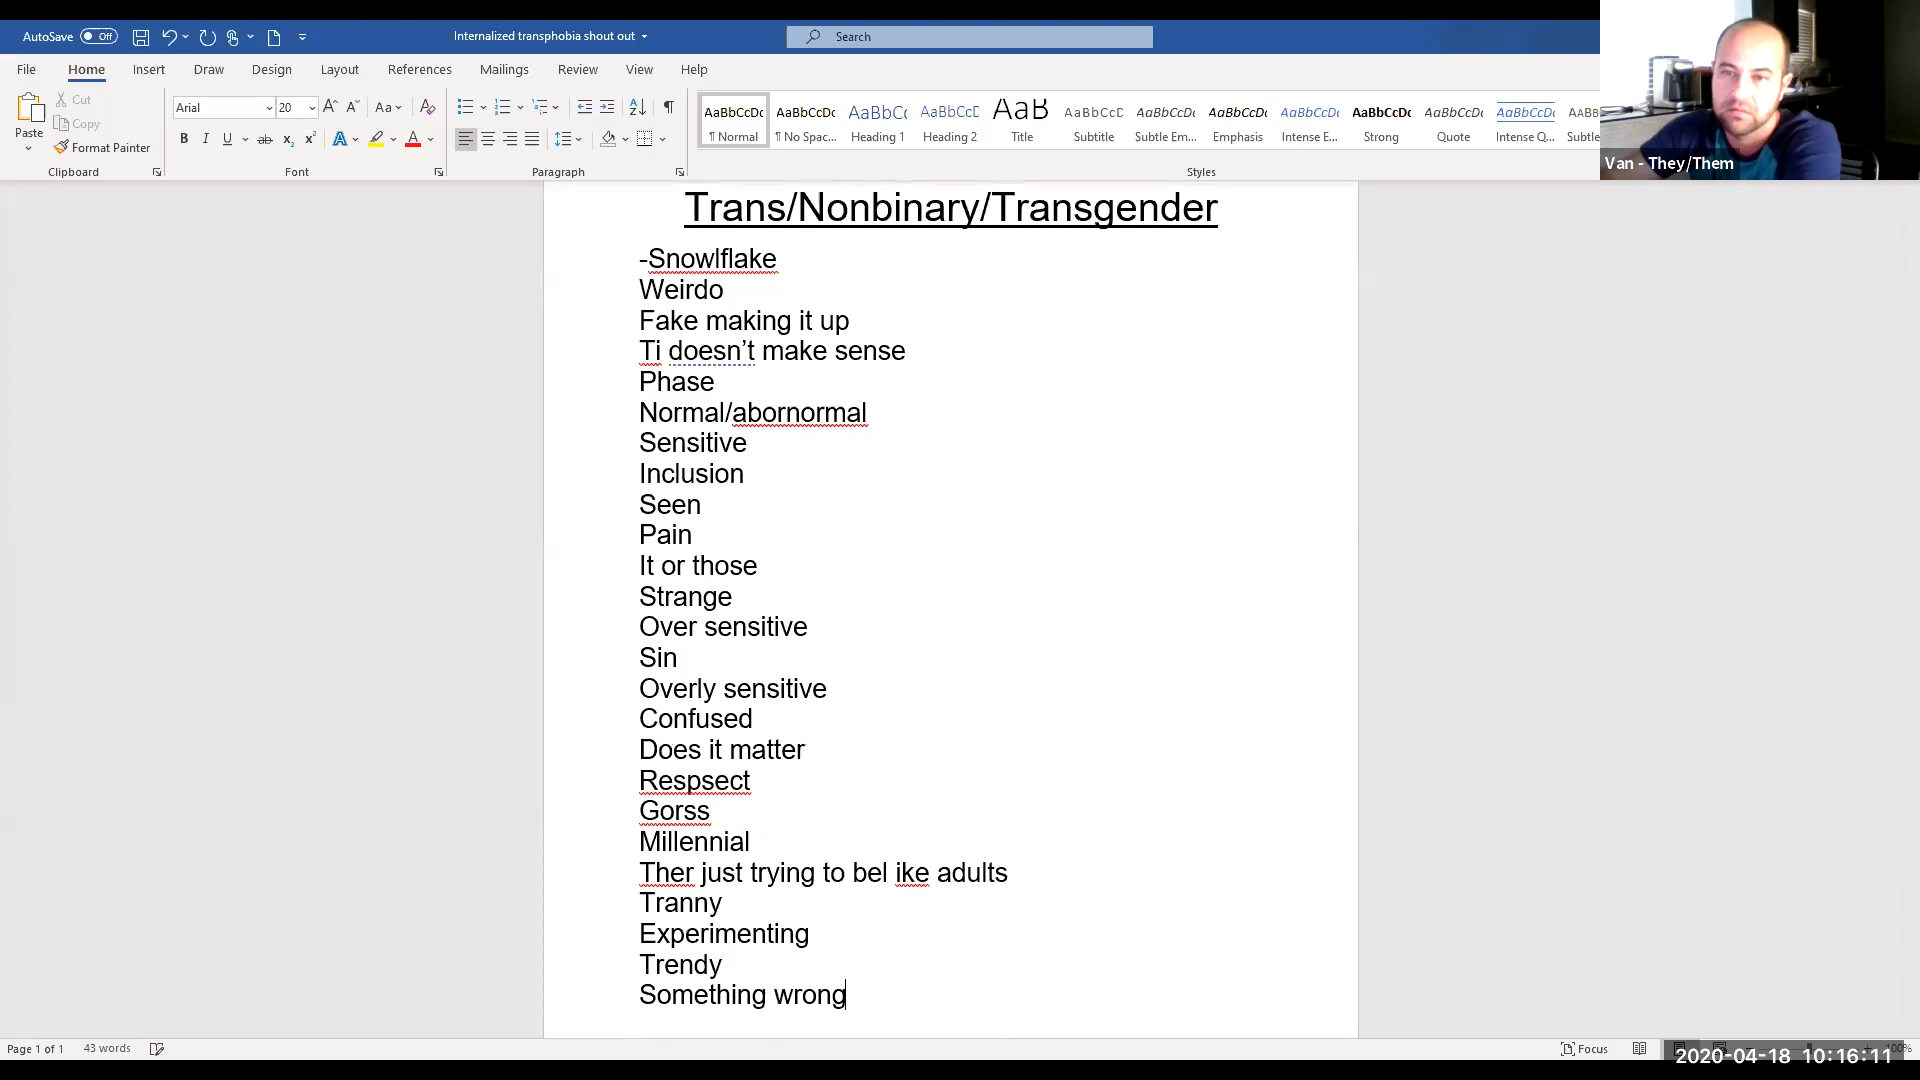 AutoSave Off Internalized transphobia shout out Search
File Home Insert Draw Design Layout References Mailings Review View Help
Paste
Cut
Copy
Format Painter
Clipboard
Arial 20 Aa
Font
Paragraph
AaBbCcDc AaBbCcDc AaBbCc AaBbCcD AaB AaBbCcD AaBbCcDc AaBbCcDc AaBbCcDc AaBbCcDc AaBbCcDc AaBbCcDc
¶ Normal ¶ No Spac... Heading 1 Heading 2 Title Subtitle Subtle Em... Emphasis Intense E... Strong Quote Intense Q...
Styles
Van - They/Them
Trans/Nonbinary/Transgender
-Snowlflake
Weirdo
Fake making it up
Ti doesn’t make sense
Phase
Normal/abornormal
Sensitive
Inclusion
Seen
Pain
It or those
Strange
Over sensitive
Sin
Overly sensitive
Confused
Does it matter
Respsect
Gorss
Millennial
Ther just trying to bel ike adults
Tranny
Experimenting
Trendy
Something wrong
Page 1 of 1 43 words Focus
2020-04-18 10:16:11